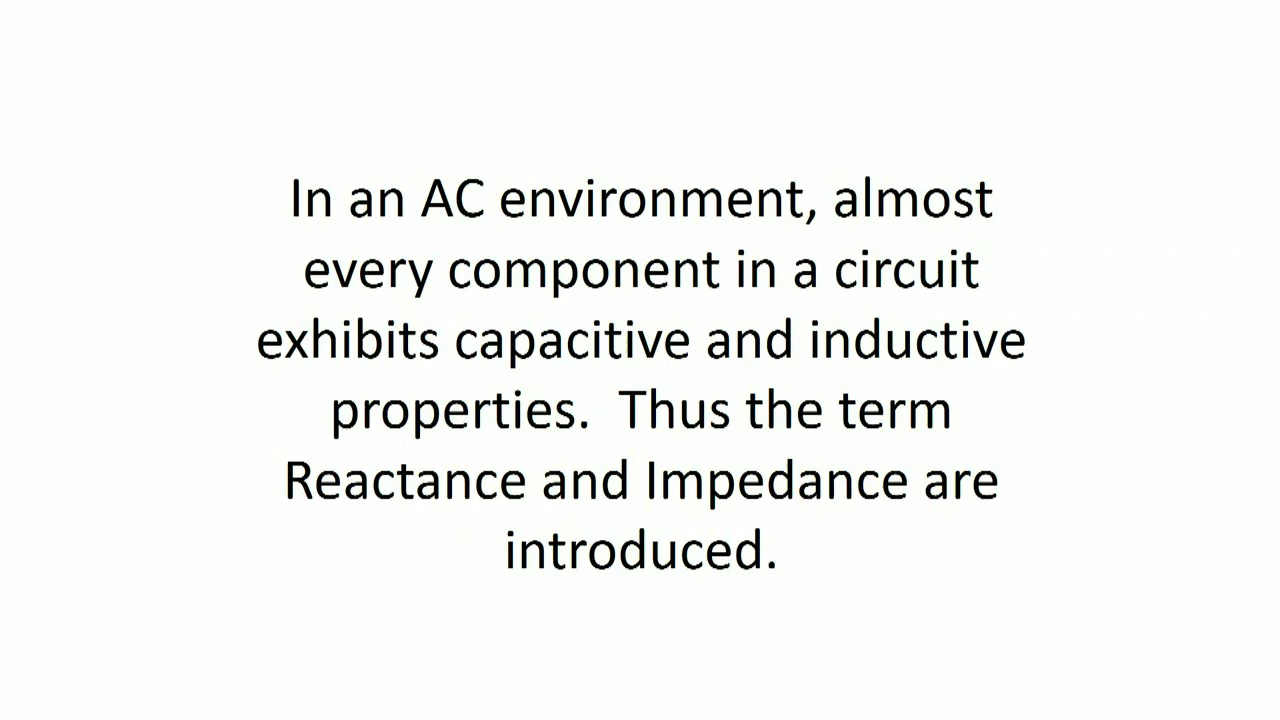 In an AC environment, almost
every component in a circuit
exhibits capacitive and inductive
properties.  Thus the term
Reactance and Impedance are
introduced.